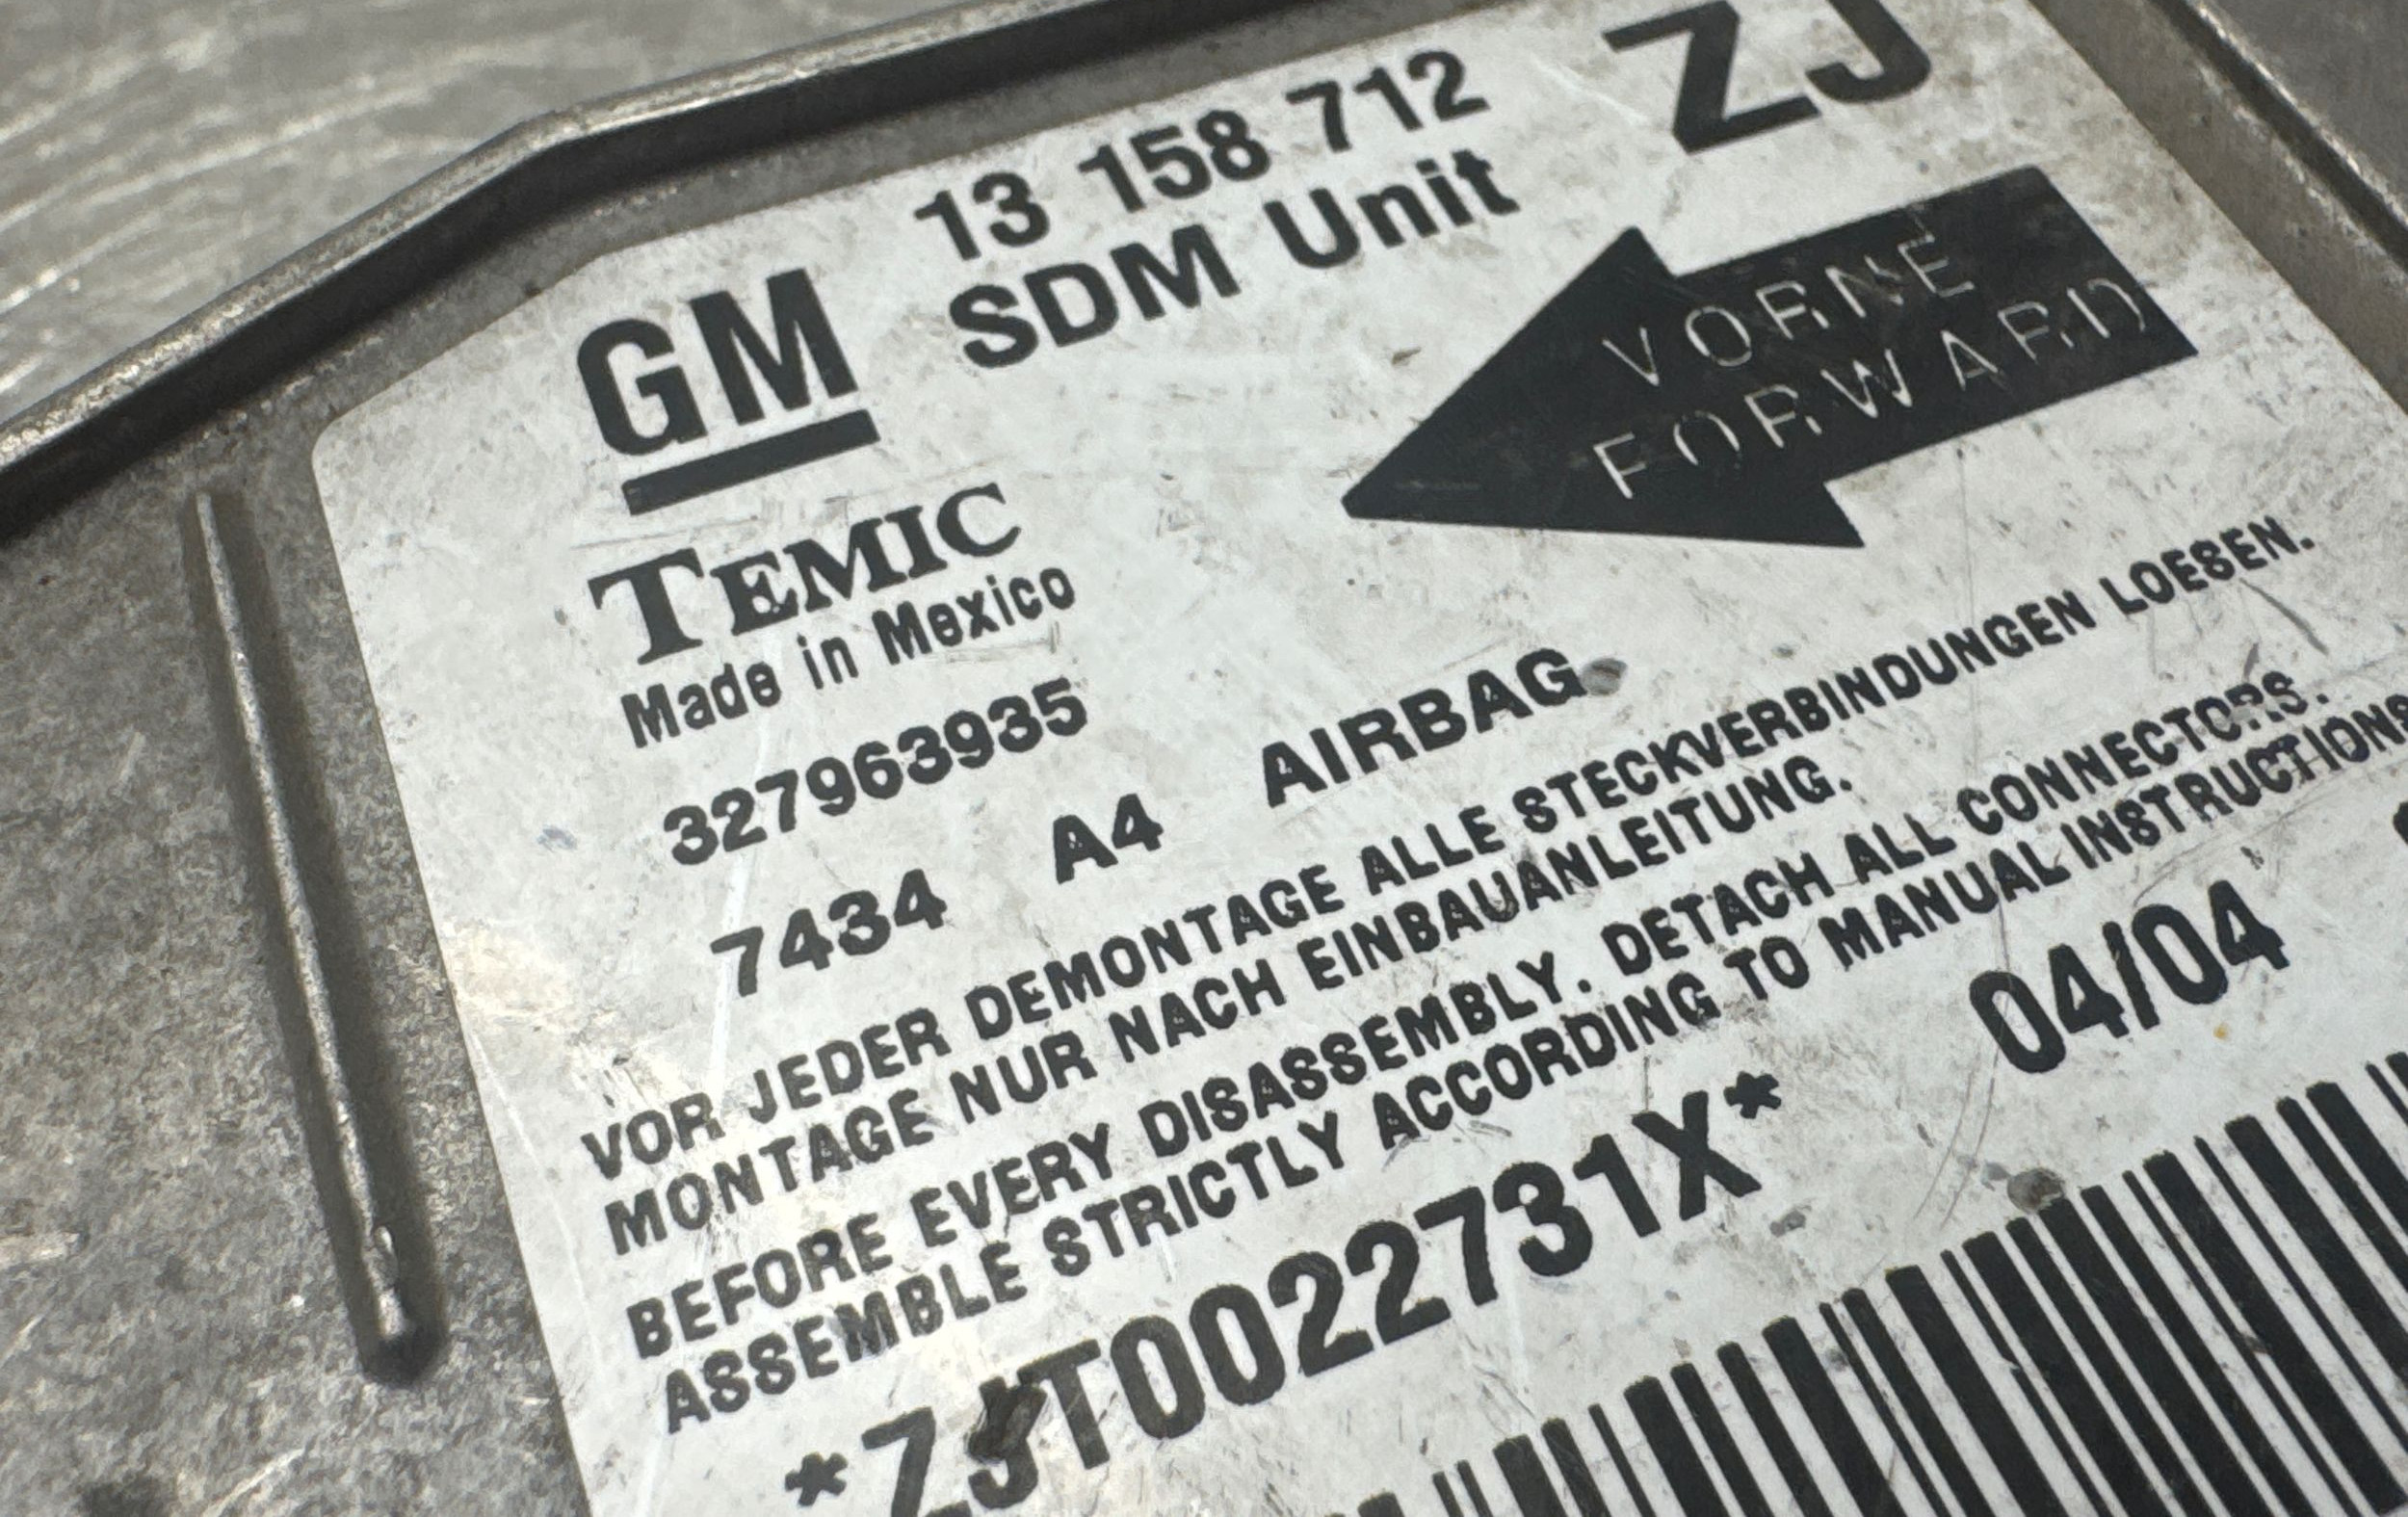 13 158 712 ZJ
GM SDM Unit
VORNE
FORWARD
TEMIC
Made in Mexico
327963935
7434 A4 AIRBAG
VOR JEDER DEMONTAGE ALLE STECKVERBINDUNGEN LOESEN.
MONTAGE NUR NACH EINBAUANLEITUNG.
BEFORE EVERY DISASSEMBLY. DETACH ALL CONNECTORS.
ASSEMBLE STRICTLY ACCORDING TO MANUAL INSTRUCTIONS
04/04
*ZJT0022731X*